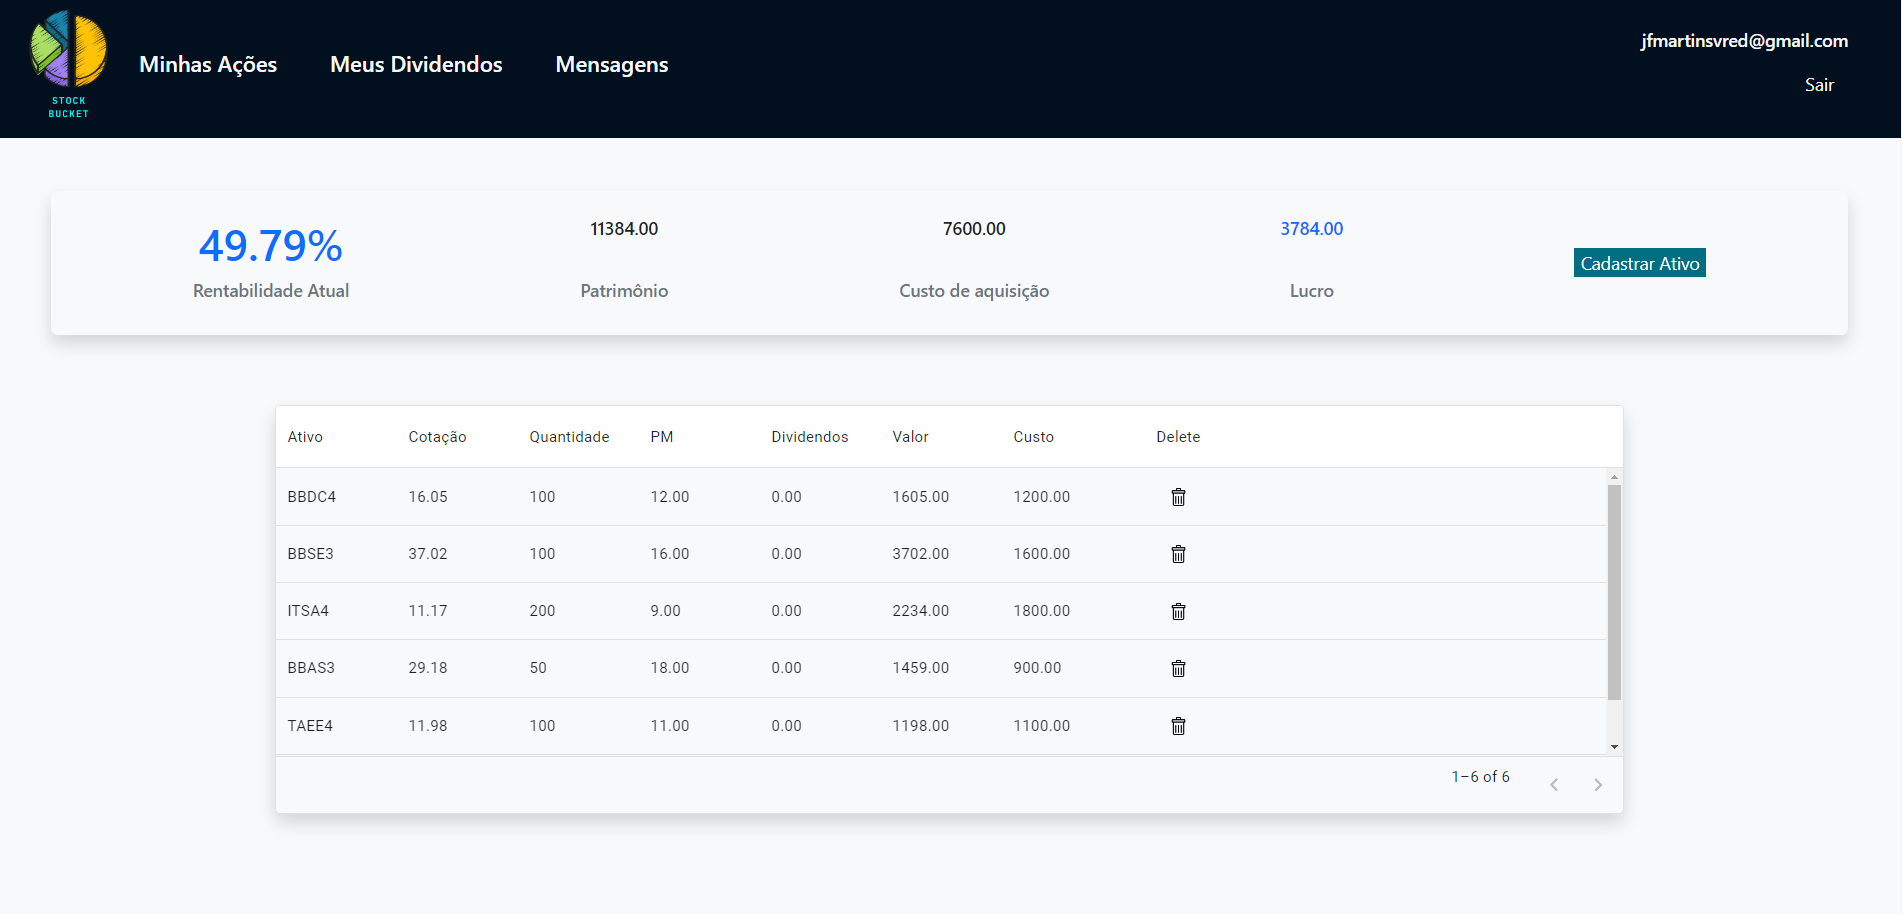 STOCK
BUCKET
Minhas Ações Meus Dividendos Mensagens
jfmartinsvred@gmail.com
Sair
49.79%
Rentabilidade Atual
11384.00
Patrimônio
7600.00
Custo de aquisição
3784.00
Lucro
Cadastrar Ativo
Ativo Cotação Quantidade PM Dividendos Valor Custo Delete
BBDC4 16.05 100 12.00 0.00 1605.00 1200.00
BBSE3 37.02 100 16.00 0.00 3702.00 1600.00
ITSA4 11.17 200 9.00 0.00 2234.00 1800.00
BBAS3 29.18 50 18.00 0.00 1459.00 900.00
TAEE4 11.98 100 11.00 0.00 1198.00 1100.00
1–6 of 6